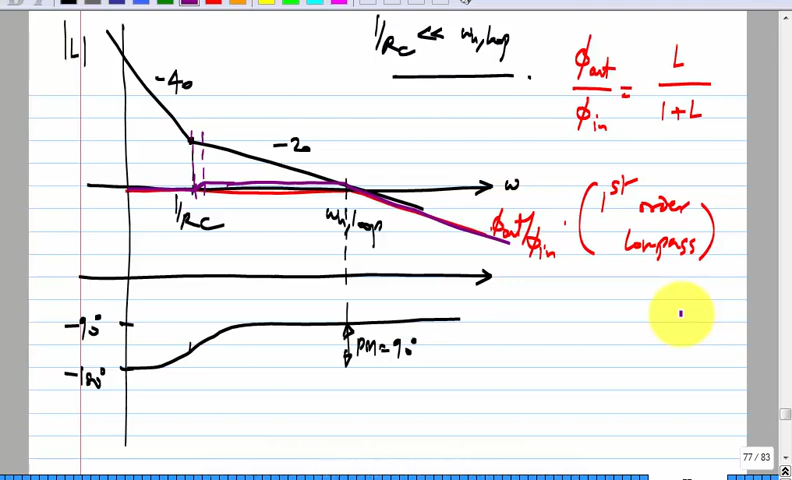 |L|
-40
-20
1/RC << ωu,loop
ϕout/ϕin = L/1+L
ω
1/RC
ωu,loop
ϕout/ϕin
(1st order lowpass)
-90°
-180°
PM=90°
77 / 83